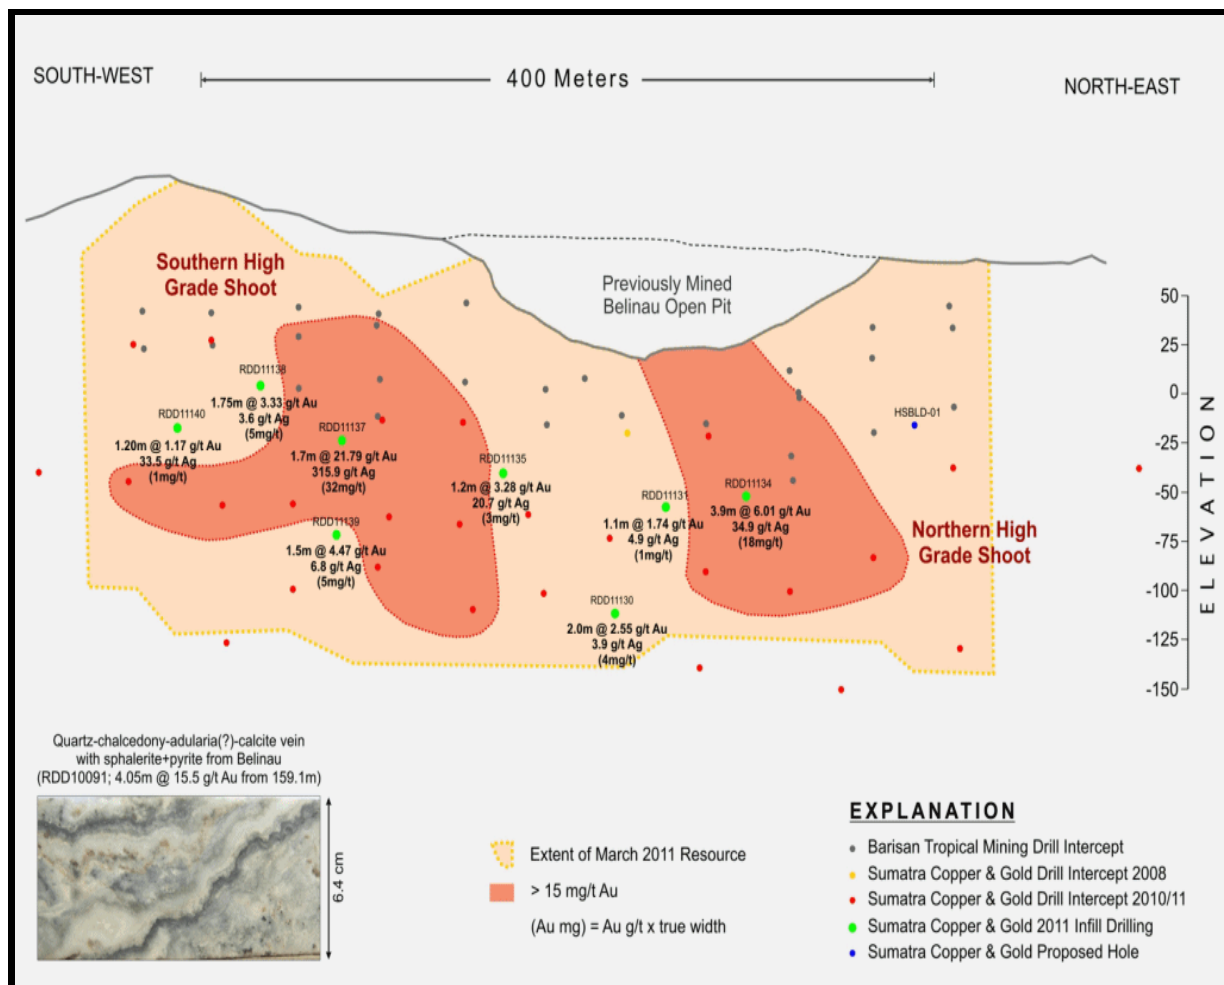 SOUTH-WEST
400 Meters
NORTH-EAST
Southern High
Grade Shoot
Previously Mined
Belinau Open Pit
50
25
0
-25
-50
-75
-100
-125
-150
ELEVATION
RDD11138
1.75m @ 3.33 g/t Au
3.6 g/t Ag
(5mg/t)
RDD11140
1.20m @ 1.17 g/t Au
33.5 g/t Ag
(1mg/t)
RDD11137
1.7m @ 21.79 g/t Au
315.9 g/t Ag
(32mg/t)
HSBLD-01
RDD11135
1.2m @ 3.28 g/t Au
20.7 g/t Ag
(3mg/t)
RDD11134
3.9m @ 6.01 g/t Au
34.9 g/t Ag
(18mg/t)
RDD11131
1.1m @ 1.74 g/t Au
4.9 g/t Ag
(1mg/t)
RDD11139
1.5m @ 4.47 g/t Au
6.8 g/t Ag
(5mg/t)
Northern High
Grade Shoot
RDD11130
2.0m @ 2.55 g/t Au
3.9 g/t Ag
(4mg/t)
Quartz-chalcedony-adularia(?)-calcite vein
with sphalerite+pyrite from Belinau
(RDD10091; 4.05m @ 15.5 g/t Au from 159.1m)
6.4 cm
Extent of March 2011 Resource
> 15 mg/t Au
(Au mg) = Au g/t x true width
EXPLANATION
Barisan Tropical Mining Drill Intercept
Sumatra Copper & Gold Drill Intercept 2008
Sumatra Copper & Gold Drill Intercept 2010/11
Sumatra Copper & Gold 2011 Infill Drilling
Sumatra Copper & Gold Proposed Hole